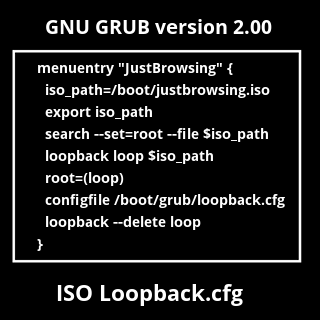 GNU GRUB version 2.00
menuentry "JustBrowsing" {
iso_path=/boot/justbrowsing.iso
export iso_path
search --set=root --file $iso_path
loopback loop $iso_path
root=(loop)
configfile /boot/grub/loopback.cfg
loopback --delete loop
}
ISO Loopback.cfg